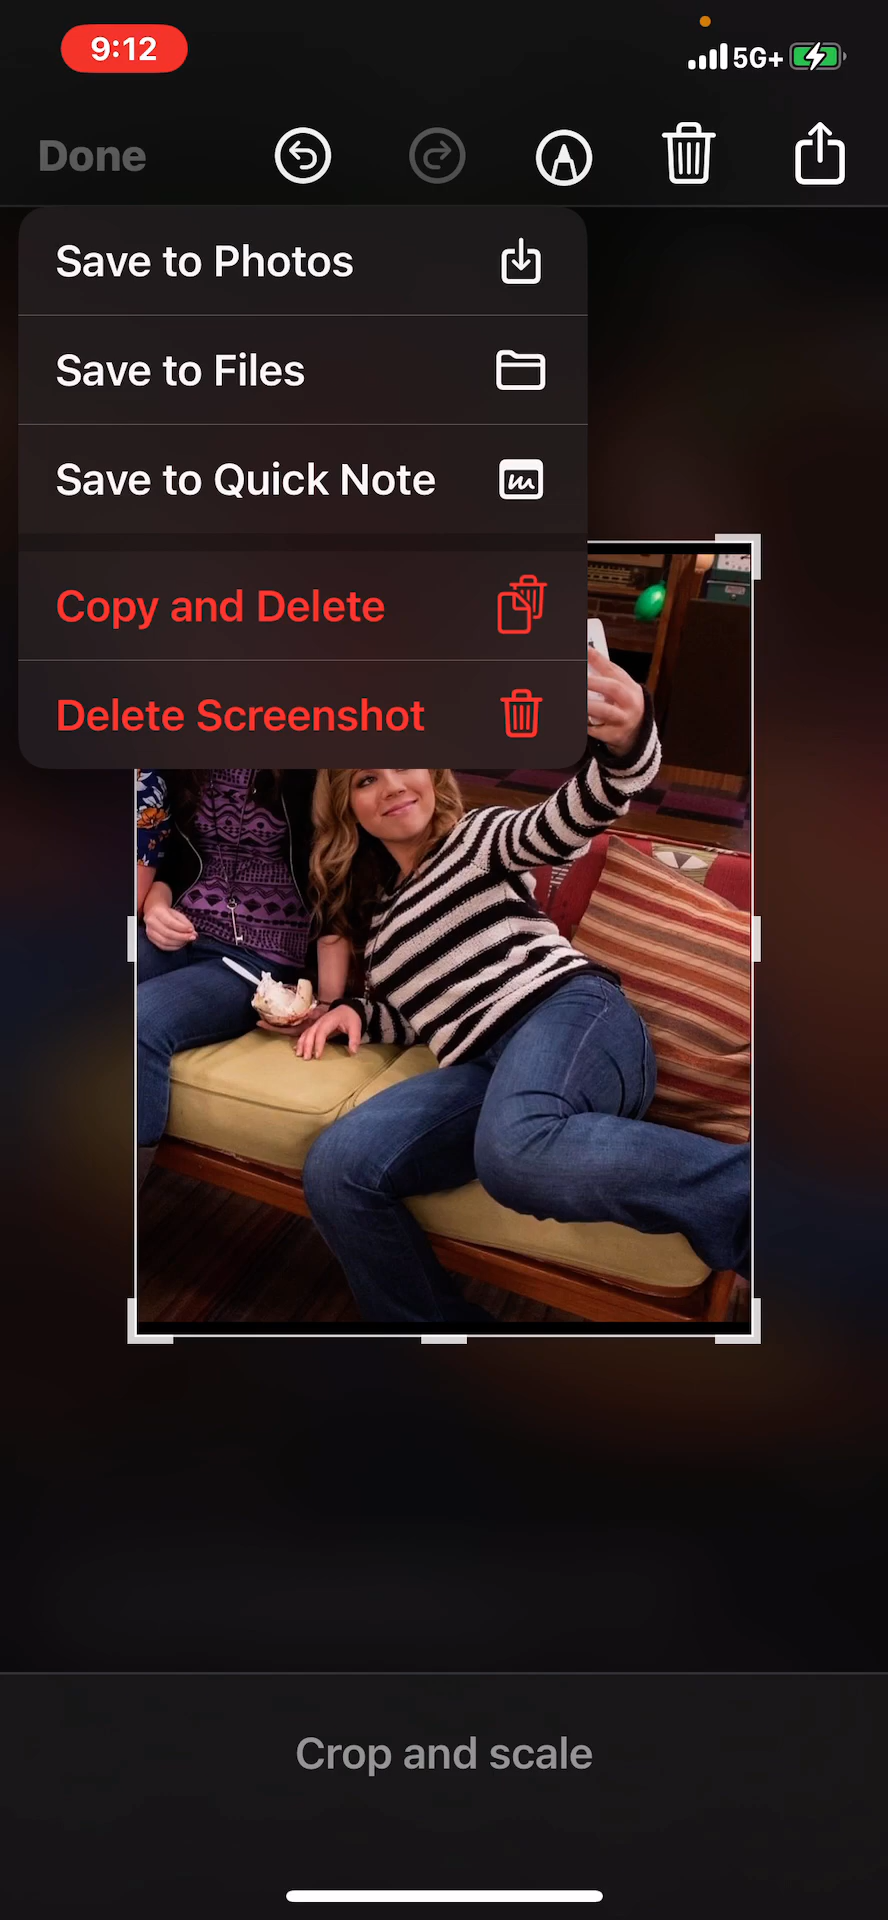 9:12
5G+
Done
Save to Photos
Save to Files
Save to Quick Note
Copy and Delete
Delete Screenshot
Crop and scale